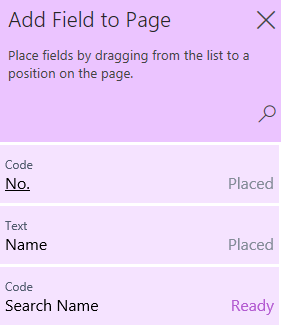 Add Field to Page
Place fields by dragging from the list to a
position on the page.
Code
No. Placed
Text
Name Placed
Code
Search Name Ready